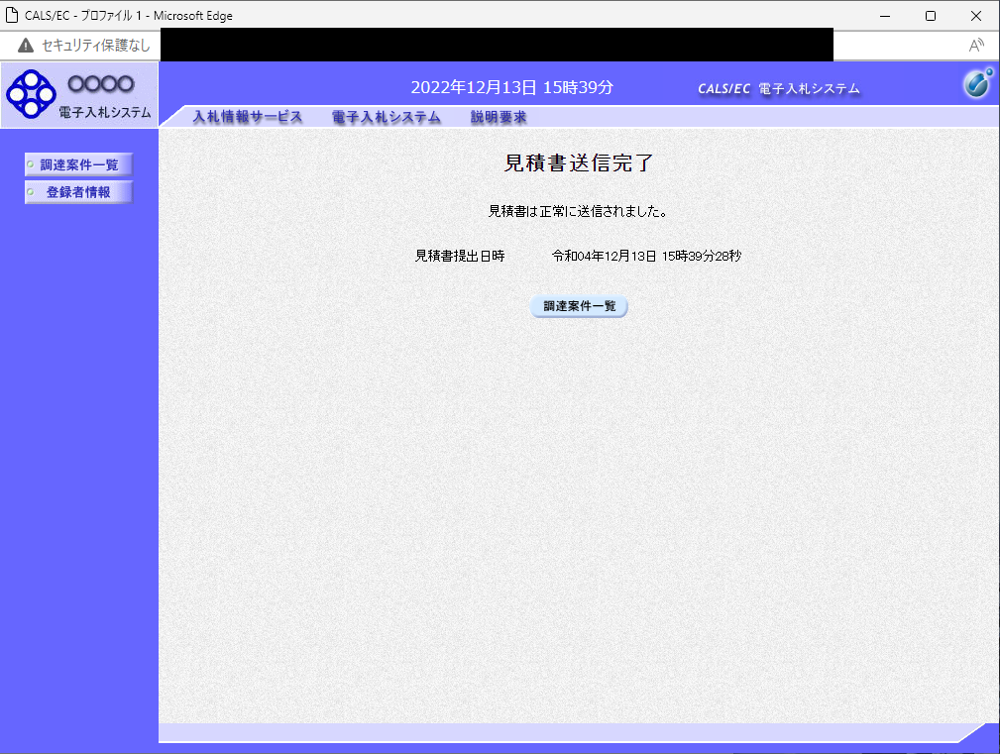 CALS/EC - プロファイル 1 - Microsoft Edge
セキュリティ保護なし
A
〇〇〇〇
電子入札システム
2022年12月13日 15時39分
CALS/EC 電子入札システム
入札情報サービス 電子入札システム 説明要求
調達案件一覧
登録者情報
見積書送信完了
見積書は正常に送信されました。
見積書提出日時 令和04年12月13日 15時39分28秒
調達案件一覧